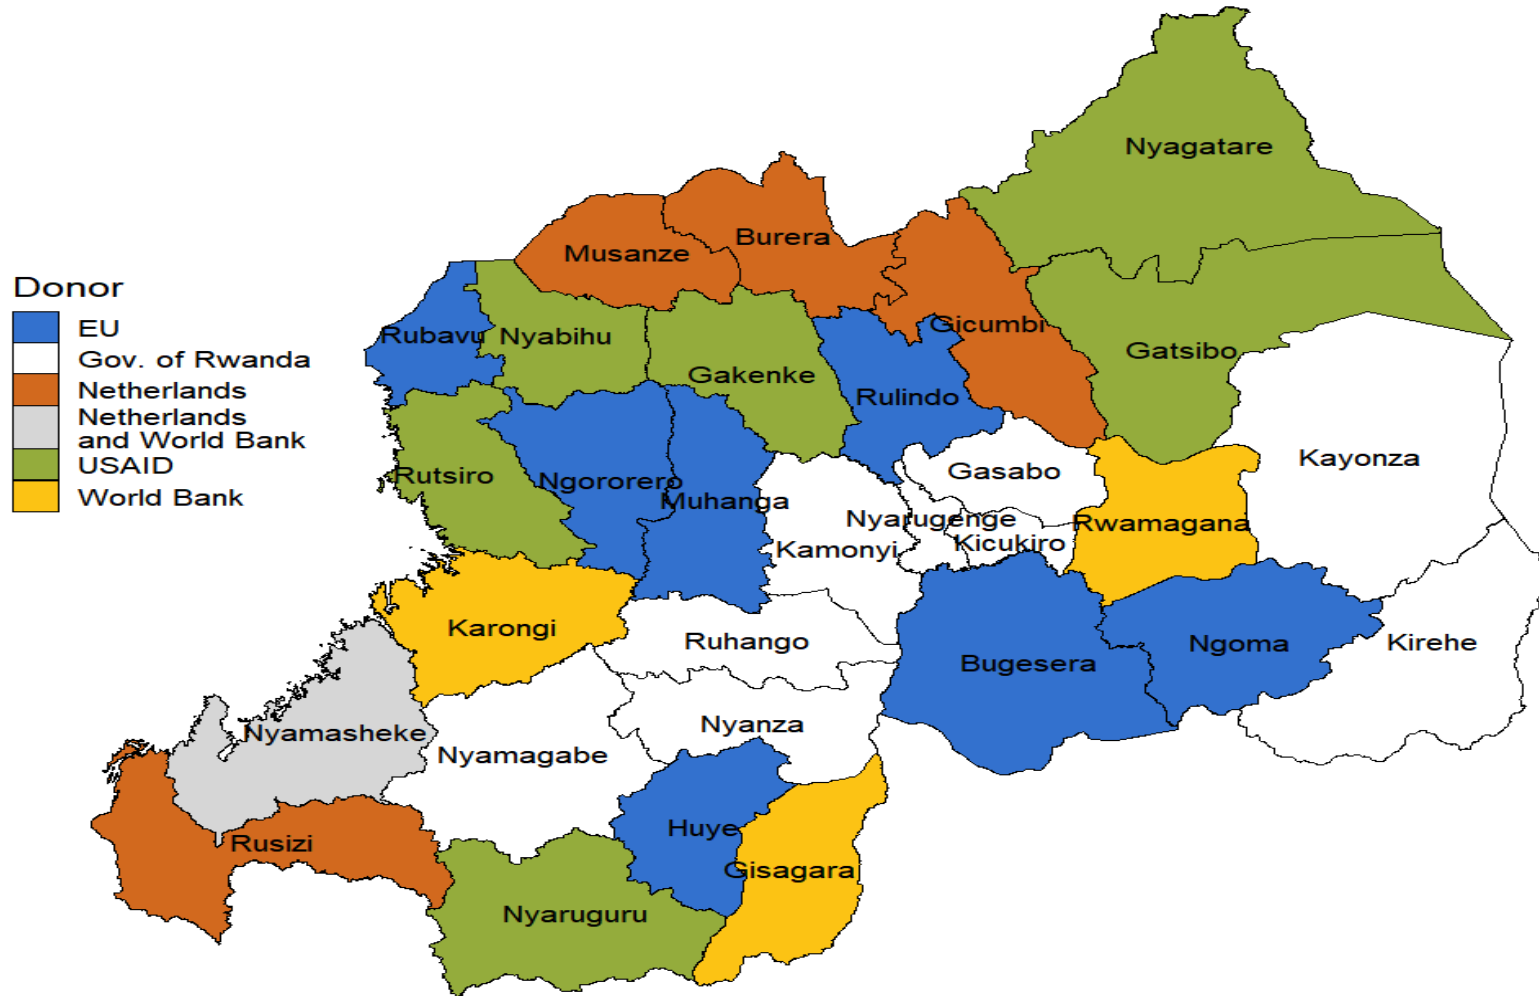 Nyagatare
Burera
Musanze
Donor
EU
Gov. of Rwanda
Netherlands
Netherlands
and World Bank
USAID
World Bank
Rubavu
Nyabihu
Gicumbi
Gatsibo
Gakenke
Rulindo
Kayonza
Gasabo
Rutsiro
Ngororero
Muhanga
Nyarugenge
Rwamagana
Kamonyi
Kicukiro
Karongi
Ruhango
Bugesera
Ngoma
Kirehe
Nyamasheke
Nyanza
Nyamagabe
Huye
Rusizi
Gisagara
Nyaruguru